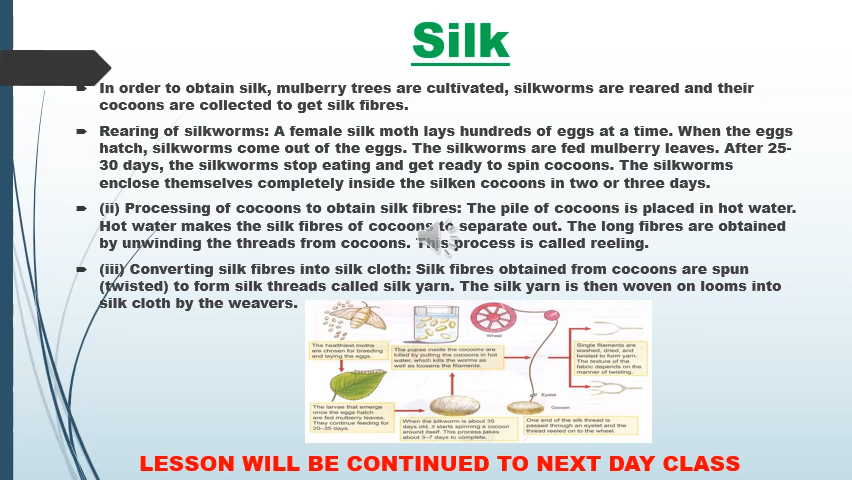 Silk
In order to obtain silk, mulberry trees are cultivated, silkworms are reared and their
cocoons are collected to get silk fibres.
Rearing of silkworms: A female silk moth lays hundreds of eggs at a time. When the eggs
hatch, silkworms come out of the eggs. The silkworms are fed mulberry leaves. After 25-
30 days, the silkworms stop eating and get ready to spin cocoons. The silkworms
enclose themselves completely inside the silken cocoons in two or three days.
(ii) Processing of cocoons to obtain silk fibres: The pile of cocoons is placed in hot water.
Hot water makes the silk fibres of cocoons to separate out. The long fibres are obtained
by unwinding the threads from cocoons. This process is called reeling.
(iii) Converting silk fibres into silk cloth: Silk fibres obtained from cocoons are spun
(twisted) to form silk threads called silk yarn. The silk yarn is then woven on looms into
silk cloth by the weavers.
Wheel
The healthiest moths
are chosen for breeding
and laying the eggs.
The pupae inside the cocoons are
killed by putting the cocoons in hot
water, which kills the worms as
well as loosens the filaments.
Single filaments are
washed, dried, and
twisted to form yarn.
The texture of the
fabric depends on the
manner of twisting.
Eyelet
Cocoon
The larvae that emerge
once the eggs hatch
are fed mulberry leaves.
They continue feeding for
20–35 days.
When the silkworm is about 35
days old, it starts spinning a cocoon
around itself. This process takes
about 3–7 days to complete.
One end of the silk thread is
passed through an eyelet and the
thread reeled on to the wheel.
LESSON WILL BE CONTINUED TO NEXT DAY CLASS